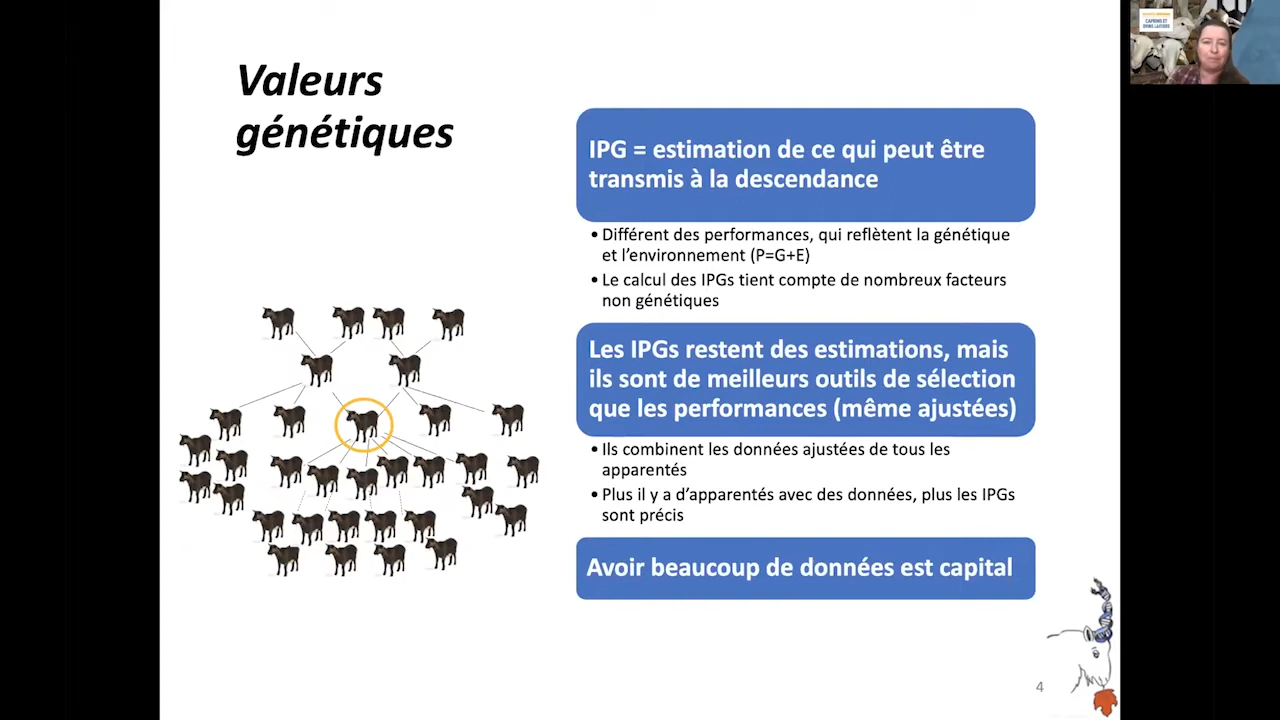 Valeurs
génétiques
IPG = estimation de ce qui peut être
transmis à la descendance
• Différent des performances, qui reflètent la génétique
et l'environnement (P=G+E)
• Le calcul des IPGs tient compte de nombreux facteurs
non génétiques
Les IPGs restent des estimations, mais
ils sont de meilleurs outils de sélection
que les performances (même ajustées)
• Ils combinent les données ajustées de tous les
apparentés
• Plus il y a d'apparentés avec des données, plus les IPGs
sont précis
Avoir beaucoup de données est capital
4
CAPRINS ET
OVINS LAITIERS